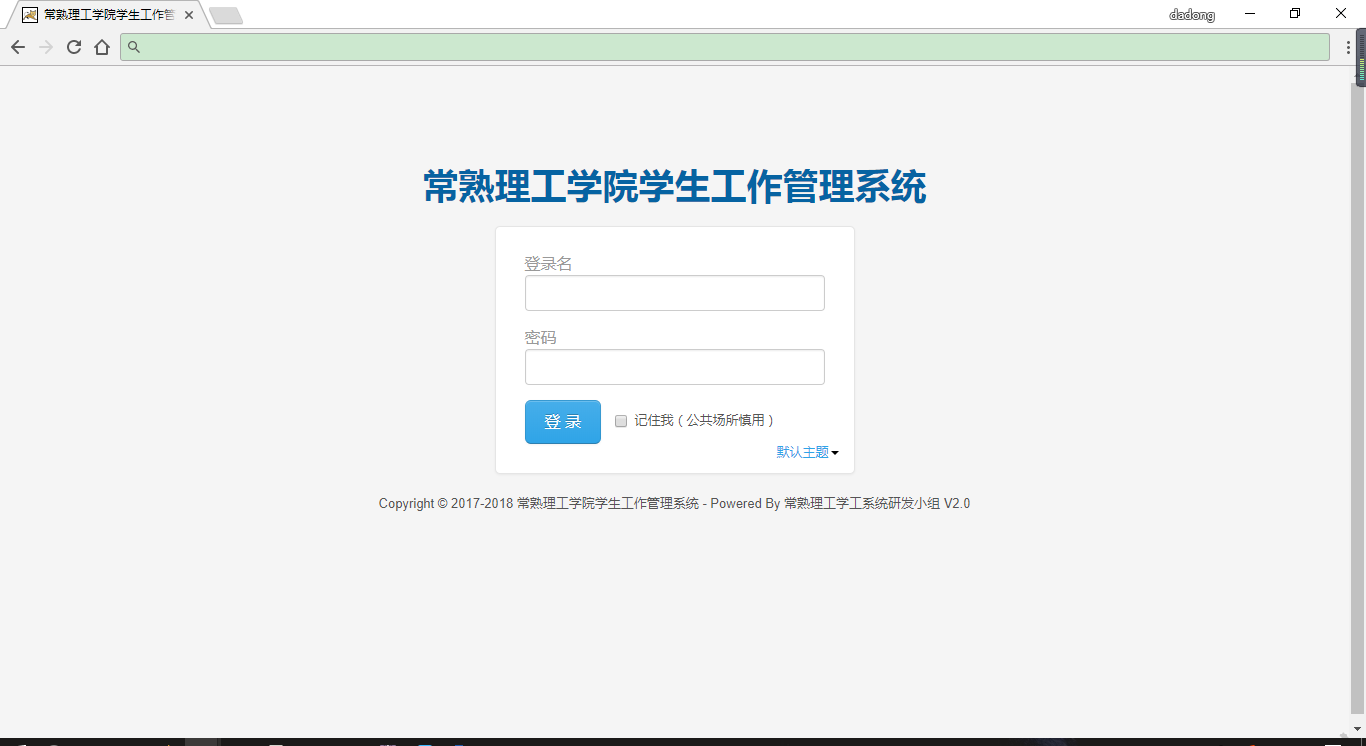 常熟理工学院学生工作管
dadong
常熟理工学院学生工作管理系统
登录名
密码
登 录
记住我（公共场所慎用）
默认主题
Copyright © 2017-2018 常熟理工学院学生工作管理系统 - Powered By 常熟理工学工系统研发小组 V2.0